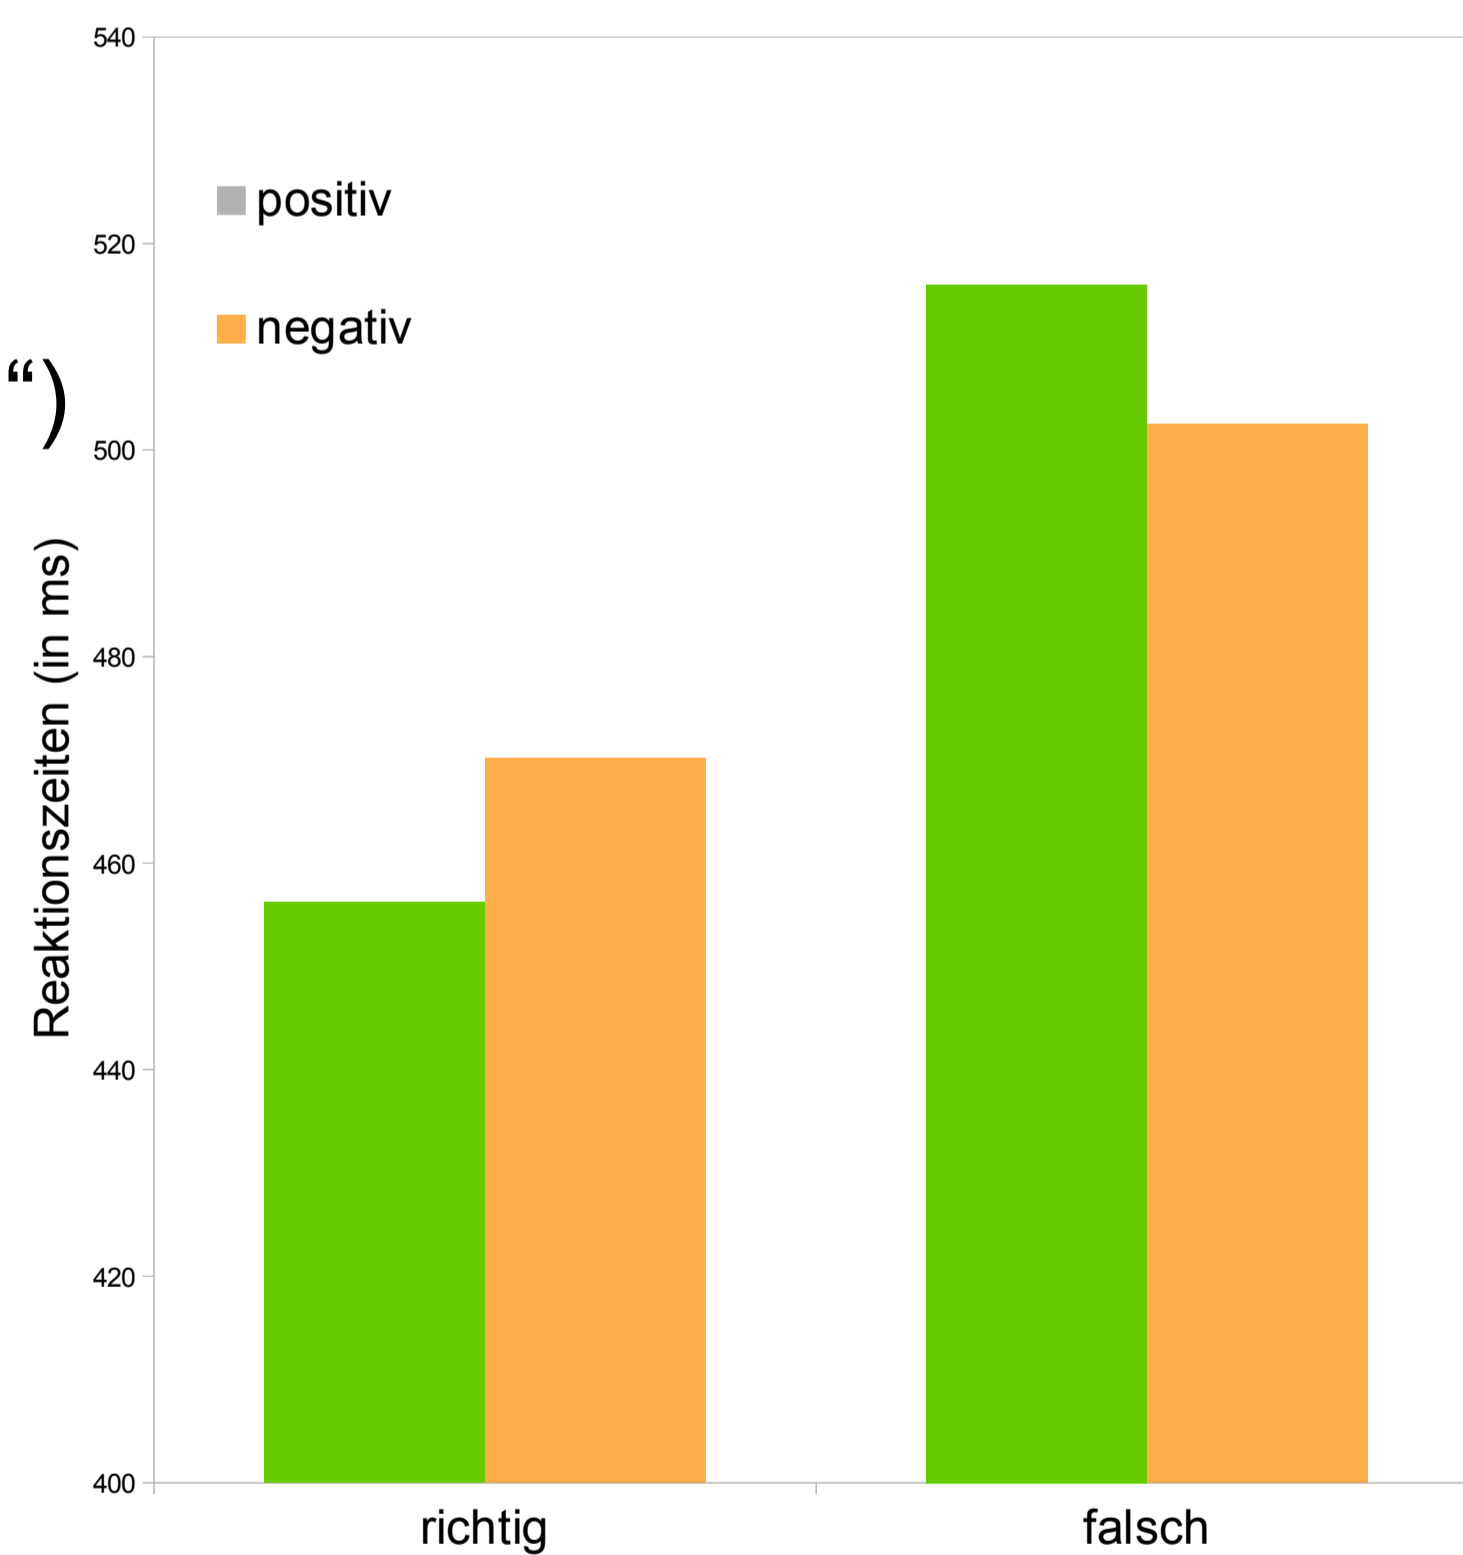 540
positiv
520
negativ
“)
500
Reaktionszeiten (in ms)
480
460
440
420
400
richtig
falsch